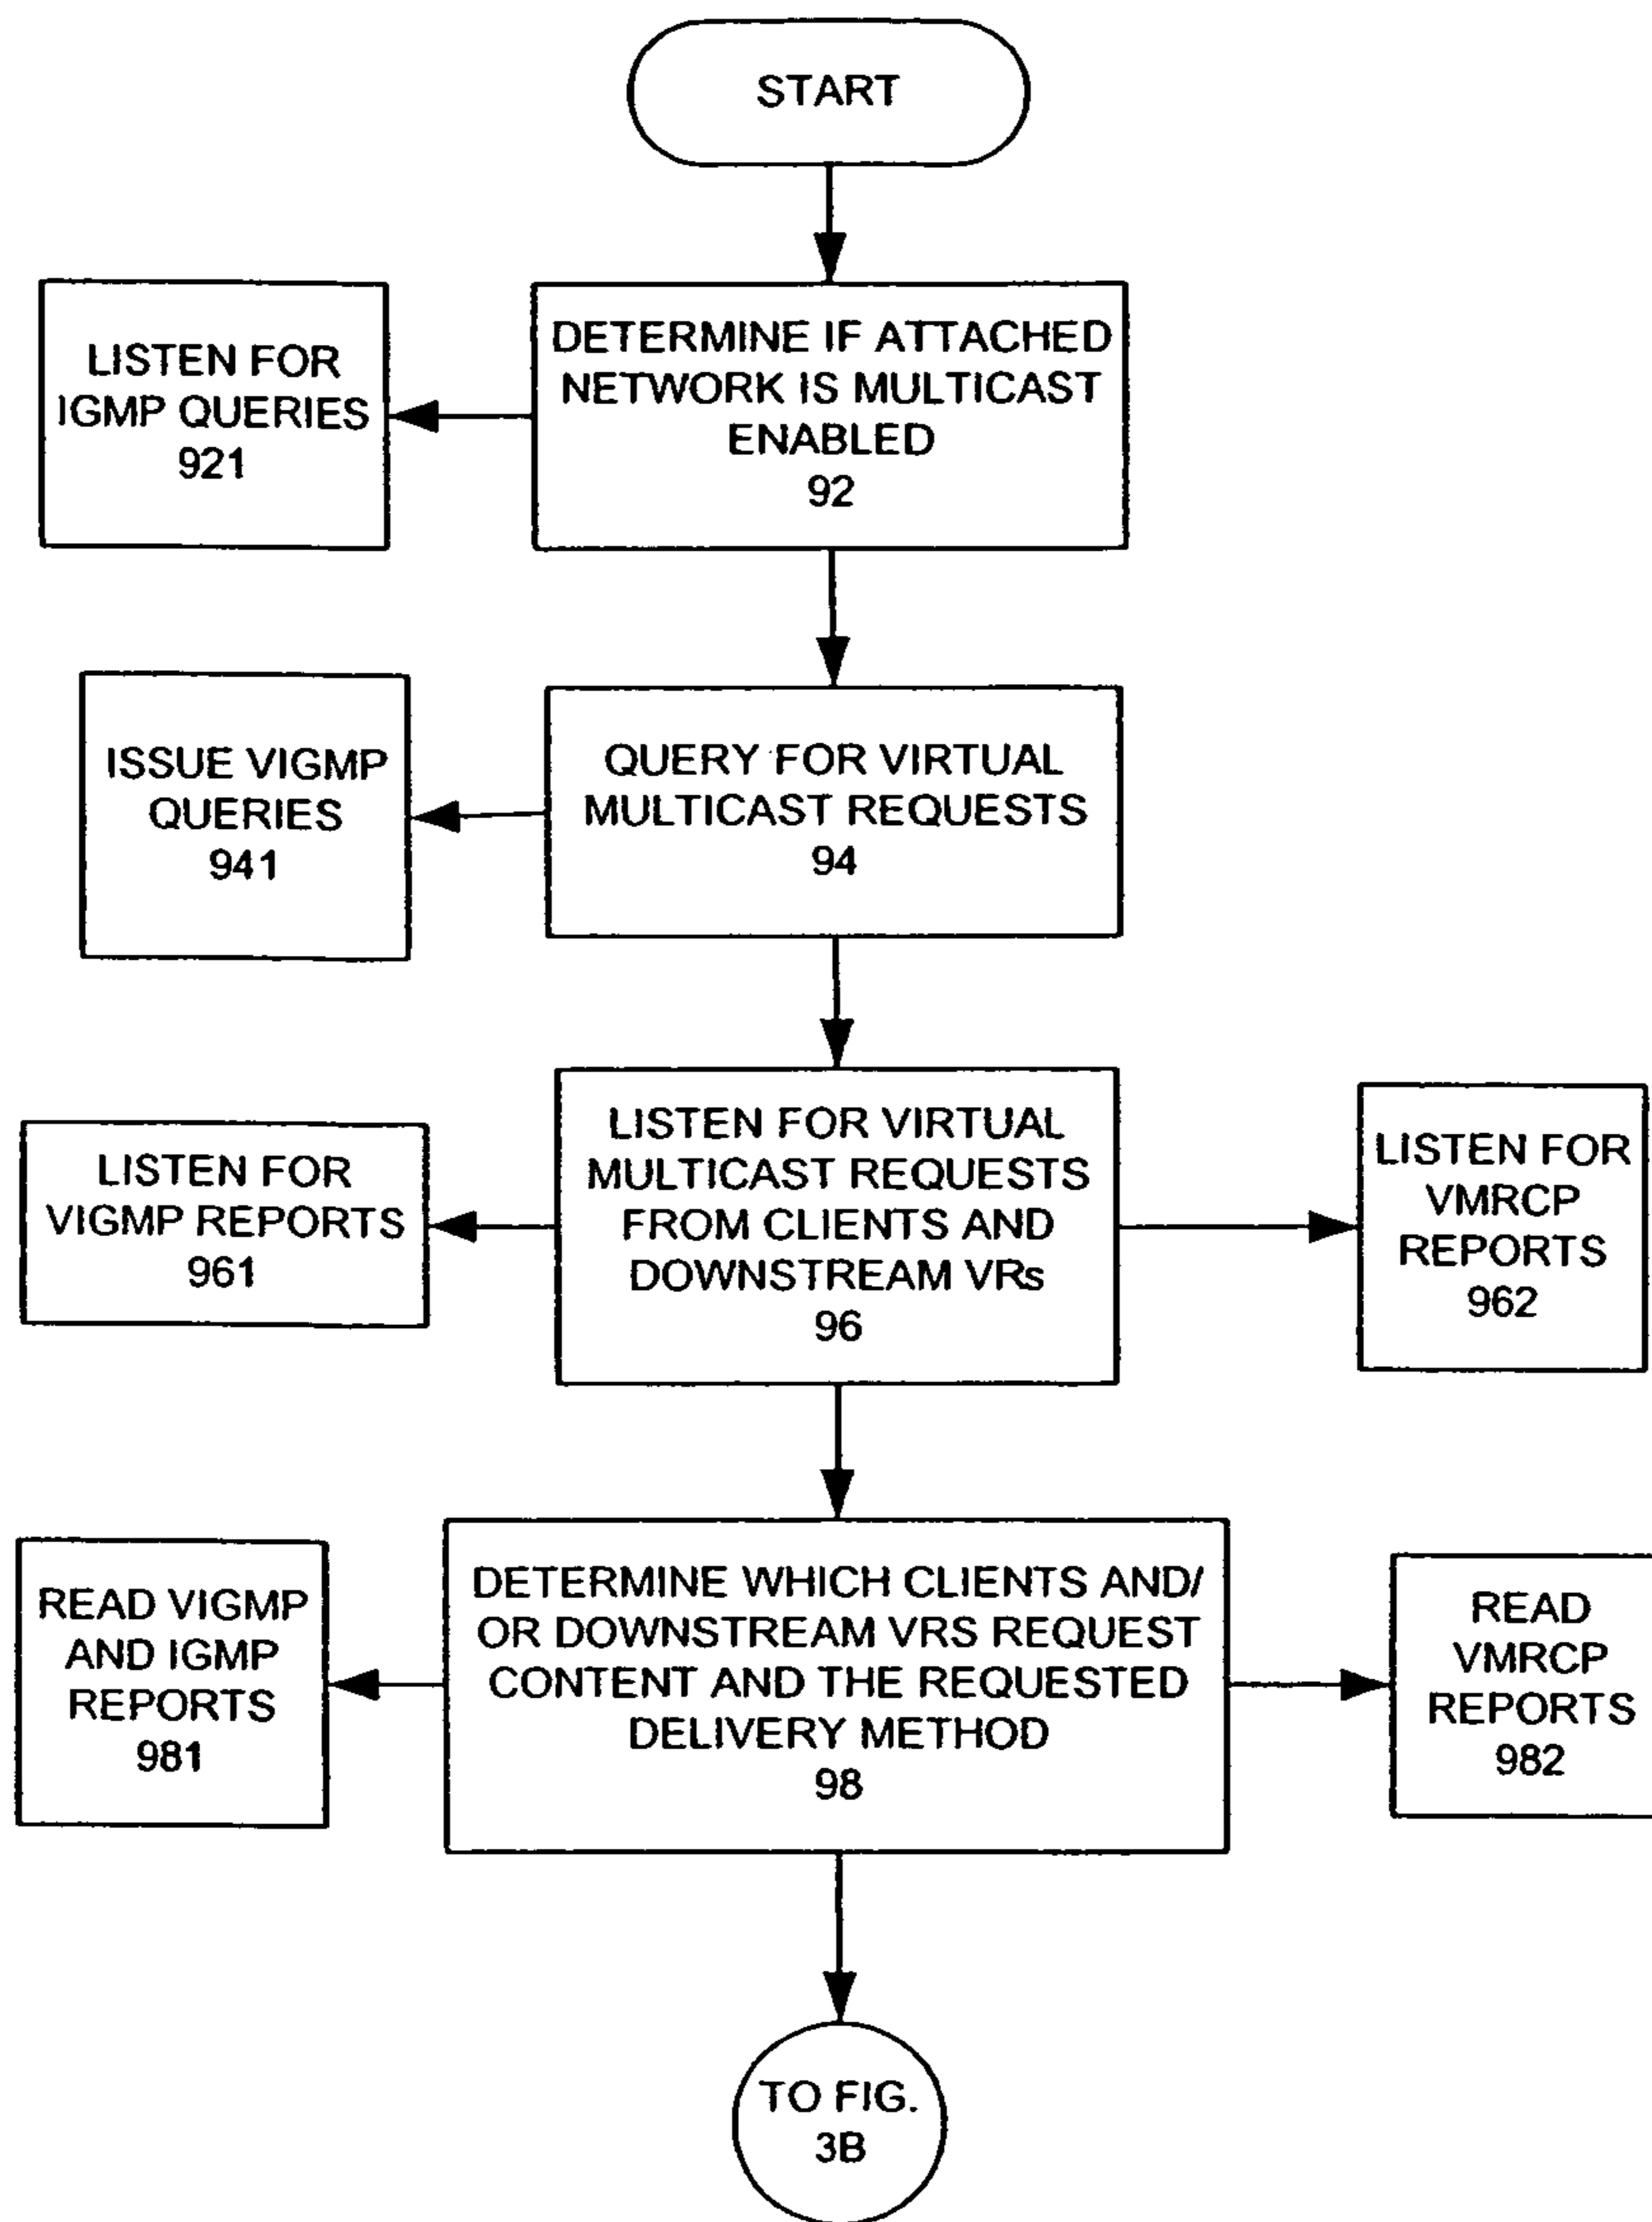 START
LISTEN FOR
IGMP QUERIES
921
DETERMINE IF ATTACHED
NETWORK IS MULTICAST
ENABLED
92
ISSUE VIGMP
QUERIES
941
QUERY FOR VIRTUAL
MULTICAST REQUESTS
94
LISTEN FOR
VIGMP REPORTS
961
LISTEN FOR VIRTUAL
MULTICAST REQUESTS
FROM CLIENTS AND
DOWNSTREAM VRs
96
LISTEN FOR
VMRCP
REPORTS
962
READ VIGMP
AND IGMP
REPORTS
981
DETERMINE WHICH CLIENTS AND/
OR DOWNSTREAM VRS REQUEST
CONTENT AND THE REQUESTED
DELIVERY METHOD
98
READ
VMRCP
REPORTS
982
TO FIG.
3B